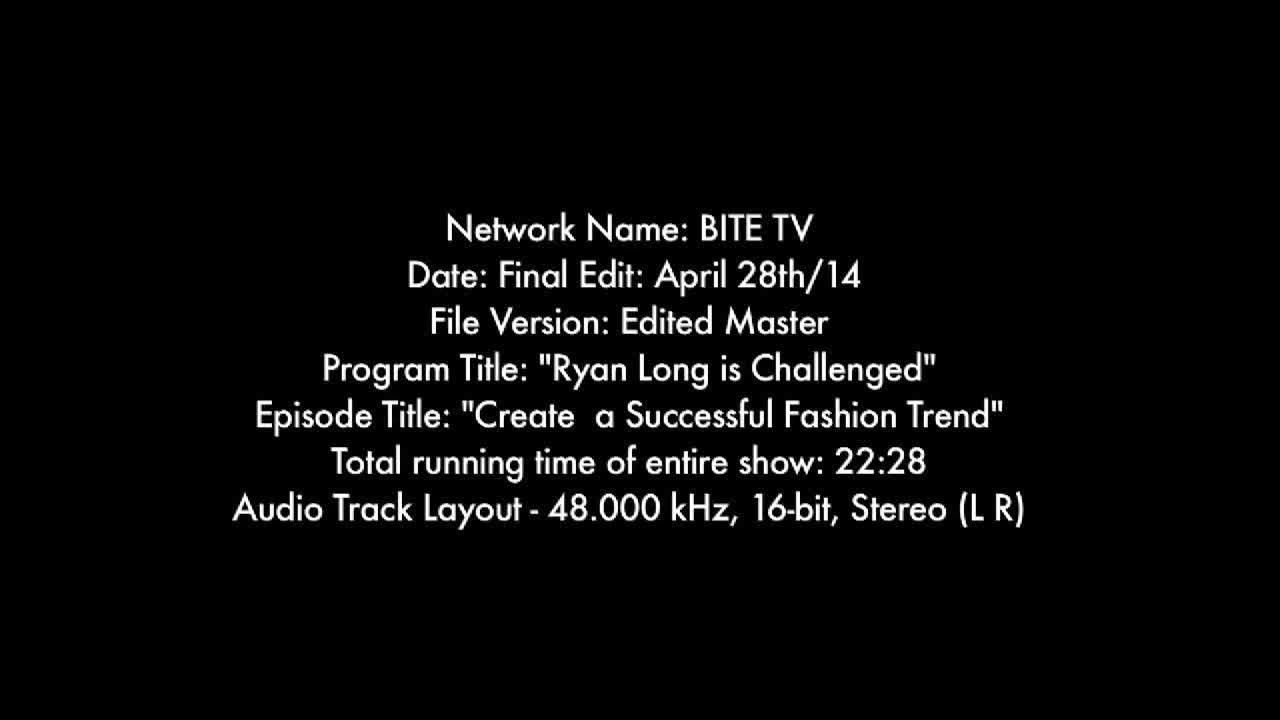 Network Name: BITE TV
Date: Final Edit: April 28th/14
File Version: Edited Master
Program Title: "Ryan Long is Challenged"
Episode Title: "Create  a Successful Fashion Trend"
Total running time of entire show: 22:28
Audio Track Layout - 48.000 kHz, 16-bit, Stereo (L R)